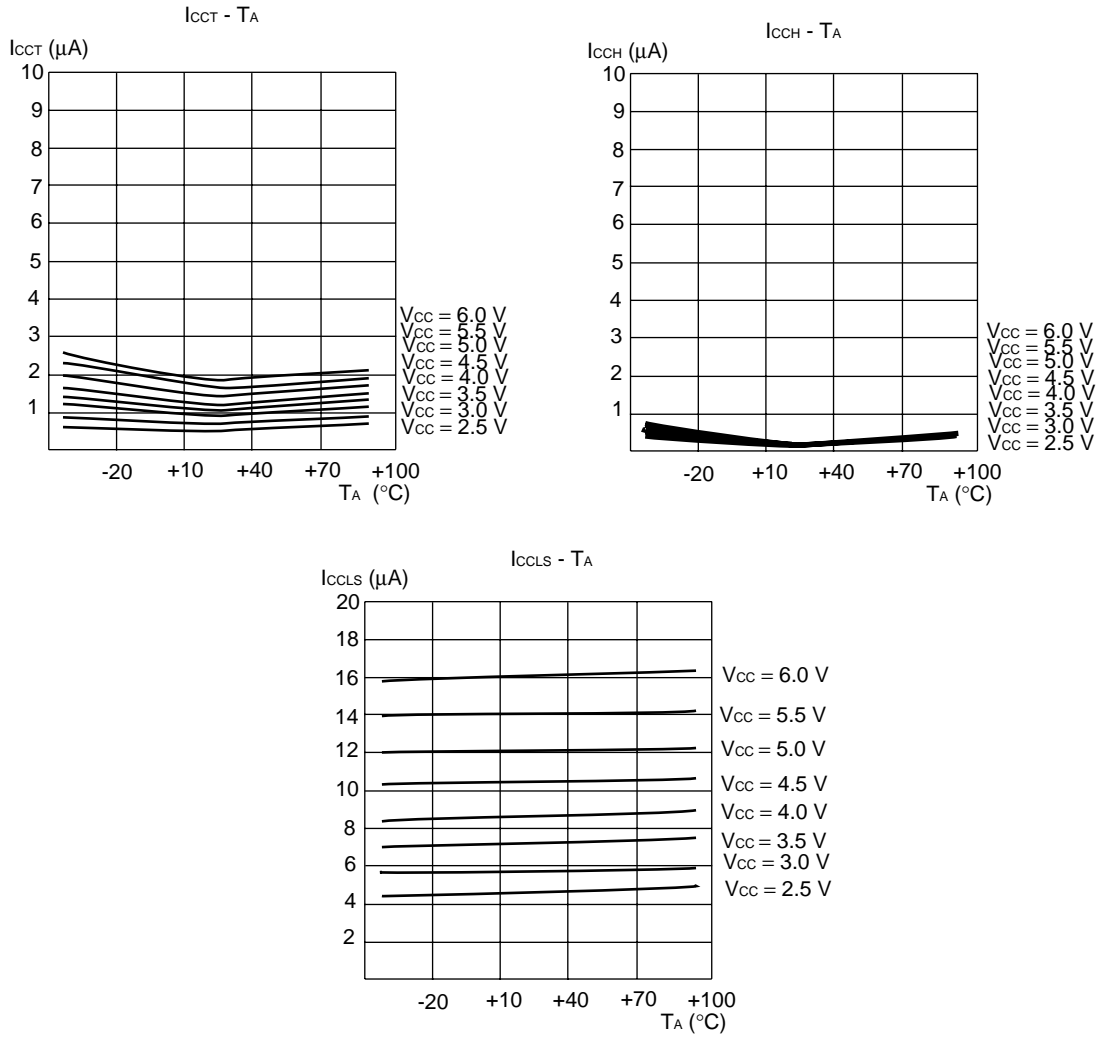 ICCT - TA
ICCT (μA)
10
9
8
7
6
5
4
3
2
1
VCC = 6.0 V
VCC = 5.5 V
VCC = 5.0 V
VCC = 4.5 V
VCC = 4.0 V
VCC = 3.5 V
VCC = 3.0 V
VCC = 2.5 V
-20 +10 +40 +70 +100
TA (°C)
ICCH - TA
ICCH (μA)
10
9
8
7
6
5
4
3
2
1
VCC = 6.0 V
VCC = 5.5 V
VCC = 5.0 V
VCC = 4.5 V
VCC = 4.0 V
VCC = 3.5 V
VCC = 3.0 V
VCC = 2.5 V
-20 +10 +40 +70 +100
TA (°C)
ICCLS - TA
ICCLS (μA)
20
18
16
14
12
10
8
6
4
2
VCC = 6.0 V
VCC = 5.5 V
VCC = 5.0 V
VCC = 4.5 V
VCC = 4.0 V
VCC = 3.5 V
VCC = 3.0 V
VCC = 2.5 V
-20 +10 +40 +70 +100
TA (°C)